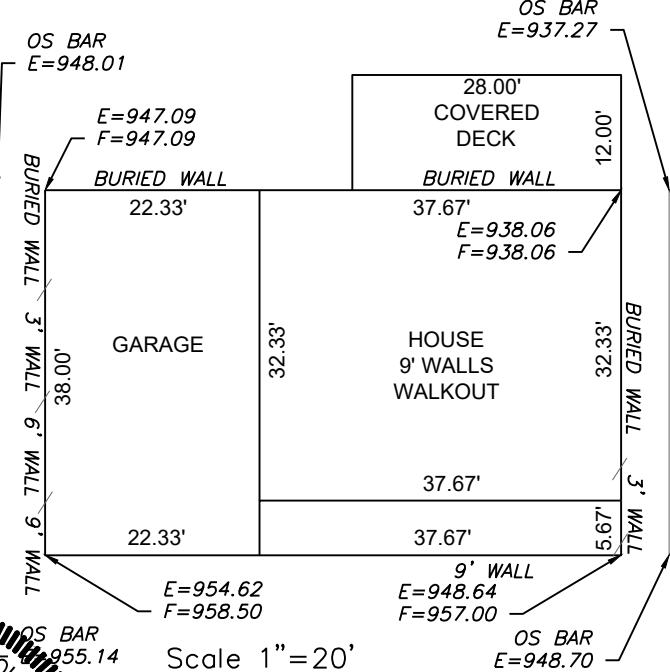 OS BAR
E=937.27
OS BAR
E=948.01
28.00'
COVERED
DECK
12.00'
E=947.09
F=947.09
BURIED WALL
BURIED WALL
22.33'
37.67'
E=938.06
F=938.06
BURIED WALL
3' WALL
6' WALL
9' WALL
38.00'
GARAGE
32.33'
HOUSE
9' WALLS
WALKOUT
32.33'
BURIED WALL
3' WALL
37.67'
22.33'
37.67'
5.67'
9' WALL
E=954.62
F=958.50
E=948.64
F=957.00
OS BAR
955.14
Scale 1"=20'
OS BAR
E=948.70